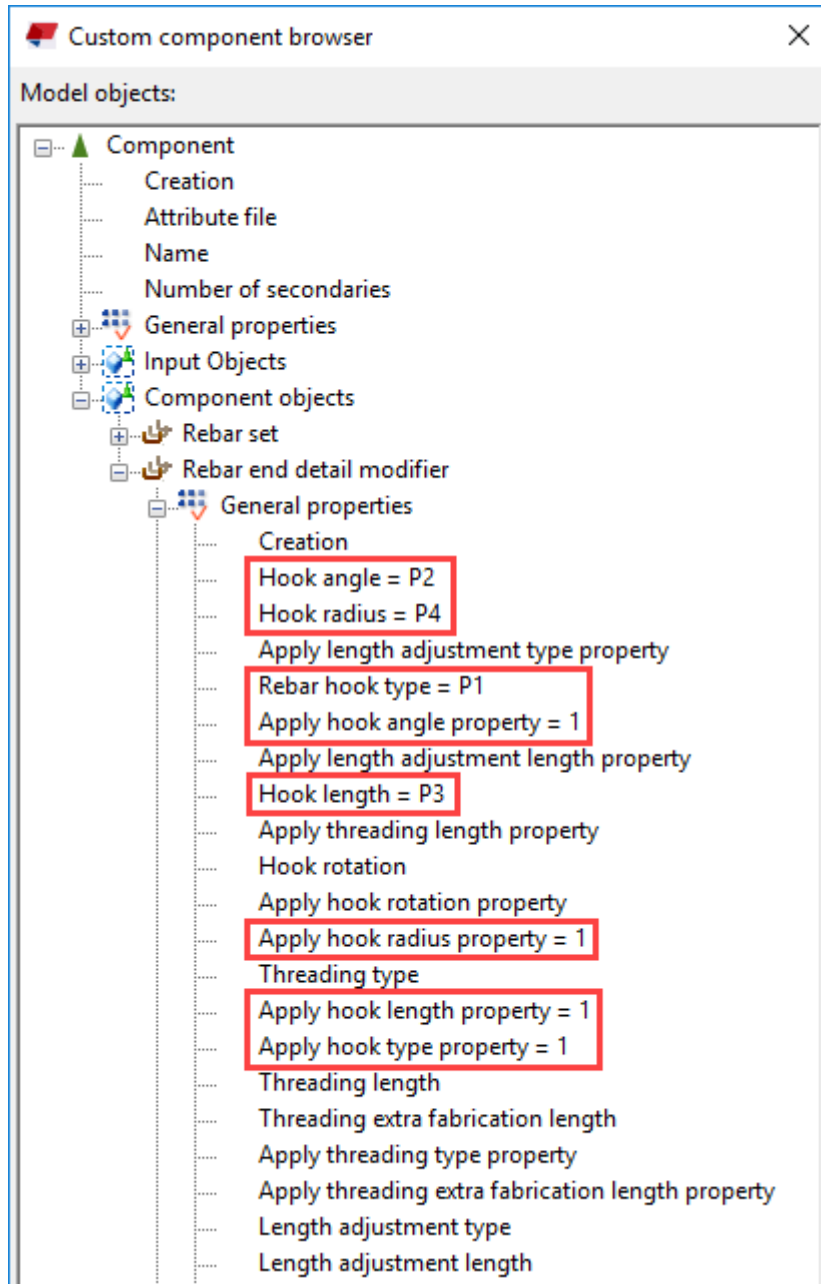 Custom component browser
Model objects:
Component
Creation
Attribute file
Name
Number of secondaries
General properties
Input Objects
Component objects
Rebar set
Rebar end detail modifier
General properties
Creation
Hook angle = P2
Hook radius = P4
Apply length adjustment type property
Rebar hook type = P1
Apply hook angle property = 1
Apply length adjustment length property
Hook length = P3
Apply threading length property
Hook rotation
Apply hook rotation property
Apply hook radius property = 1
Threading type
Apply hook length property = 1
Apply hook type property = 1
Threading length
Threading extra fabrication length
Apply threading type property
Apply threading extra fabrication length property
Length adjustment type
Length adjustment length